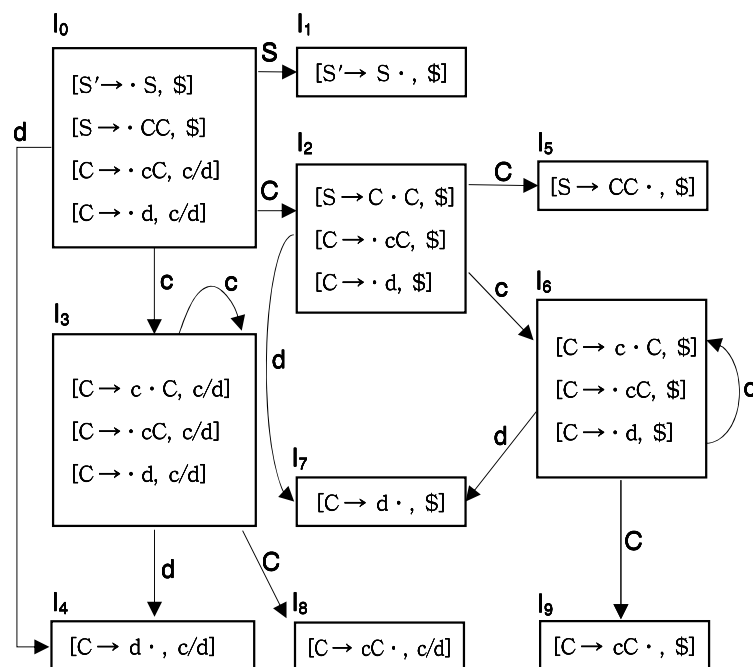 I0
[S′→ · S, $]
[S→ · CC, $]
[C→ · cC, c/d]
[C→ · d, c/d]
S
I1
[S′→ S · , $]
d
C
I2
[S→ C · C, $]
[C→ · cC, $]
[C→ · d, $]
C
I5
[S→ CC · , $]
c
c
I3
[C→ c · C, c/d]
[C→ · cC, c/d]
[C→ · d, c/d]
c
I6
[C→ c · C, $]
[C→ · cC, $]
[C→ · d, $]
c
d
d
I7
[C→ d · , $]
d
C
C
I4
[C→ d · , c/d]
I8
[C→ cC · , c/d]
I9
[C→ cC · , $]